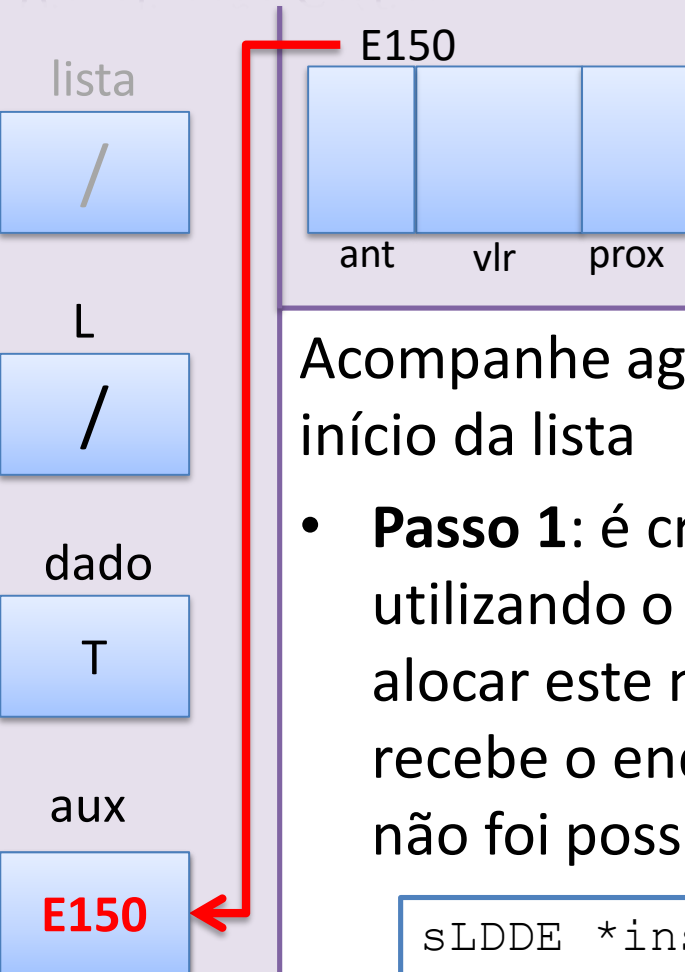 E150
lista
/
ant vlr prox
L
/
Acompanhe ag
início da lista
• Passo 1: é cr
utilizando o
alocar este
recebe o
não foi poss
dado
T
aux
E150
sLDDE *ins